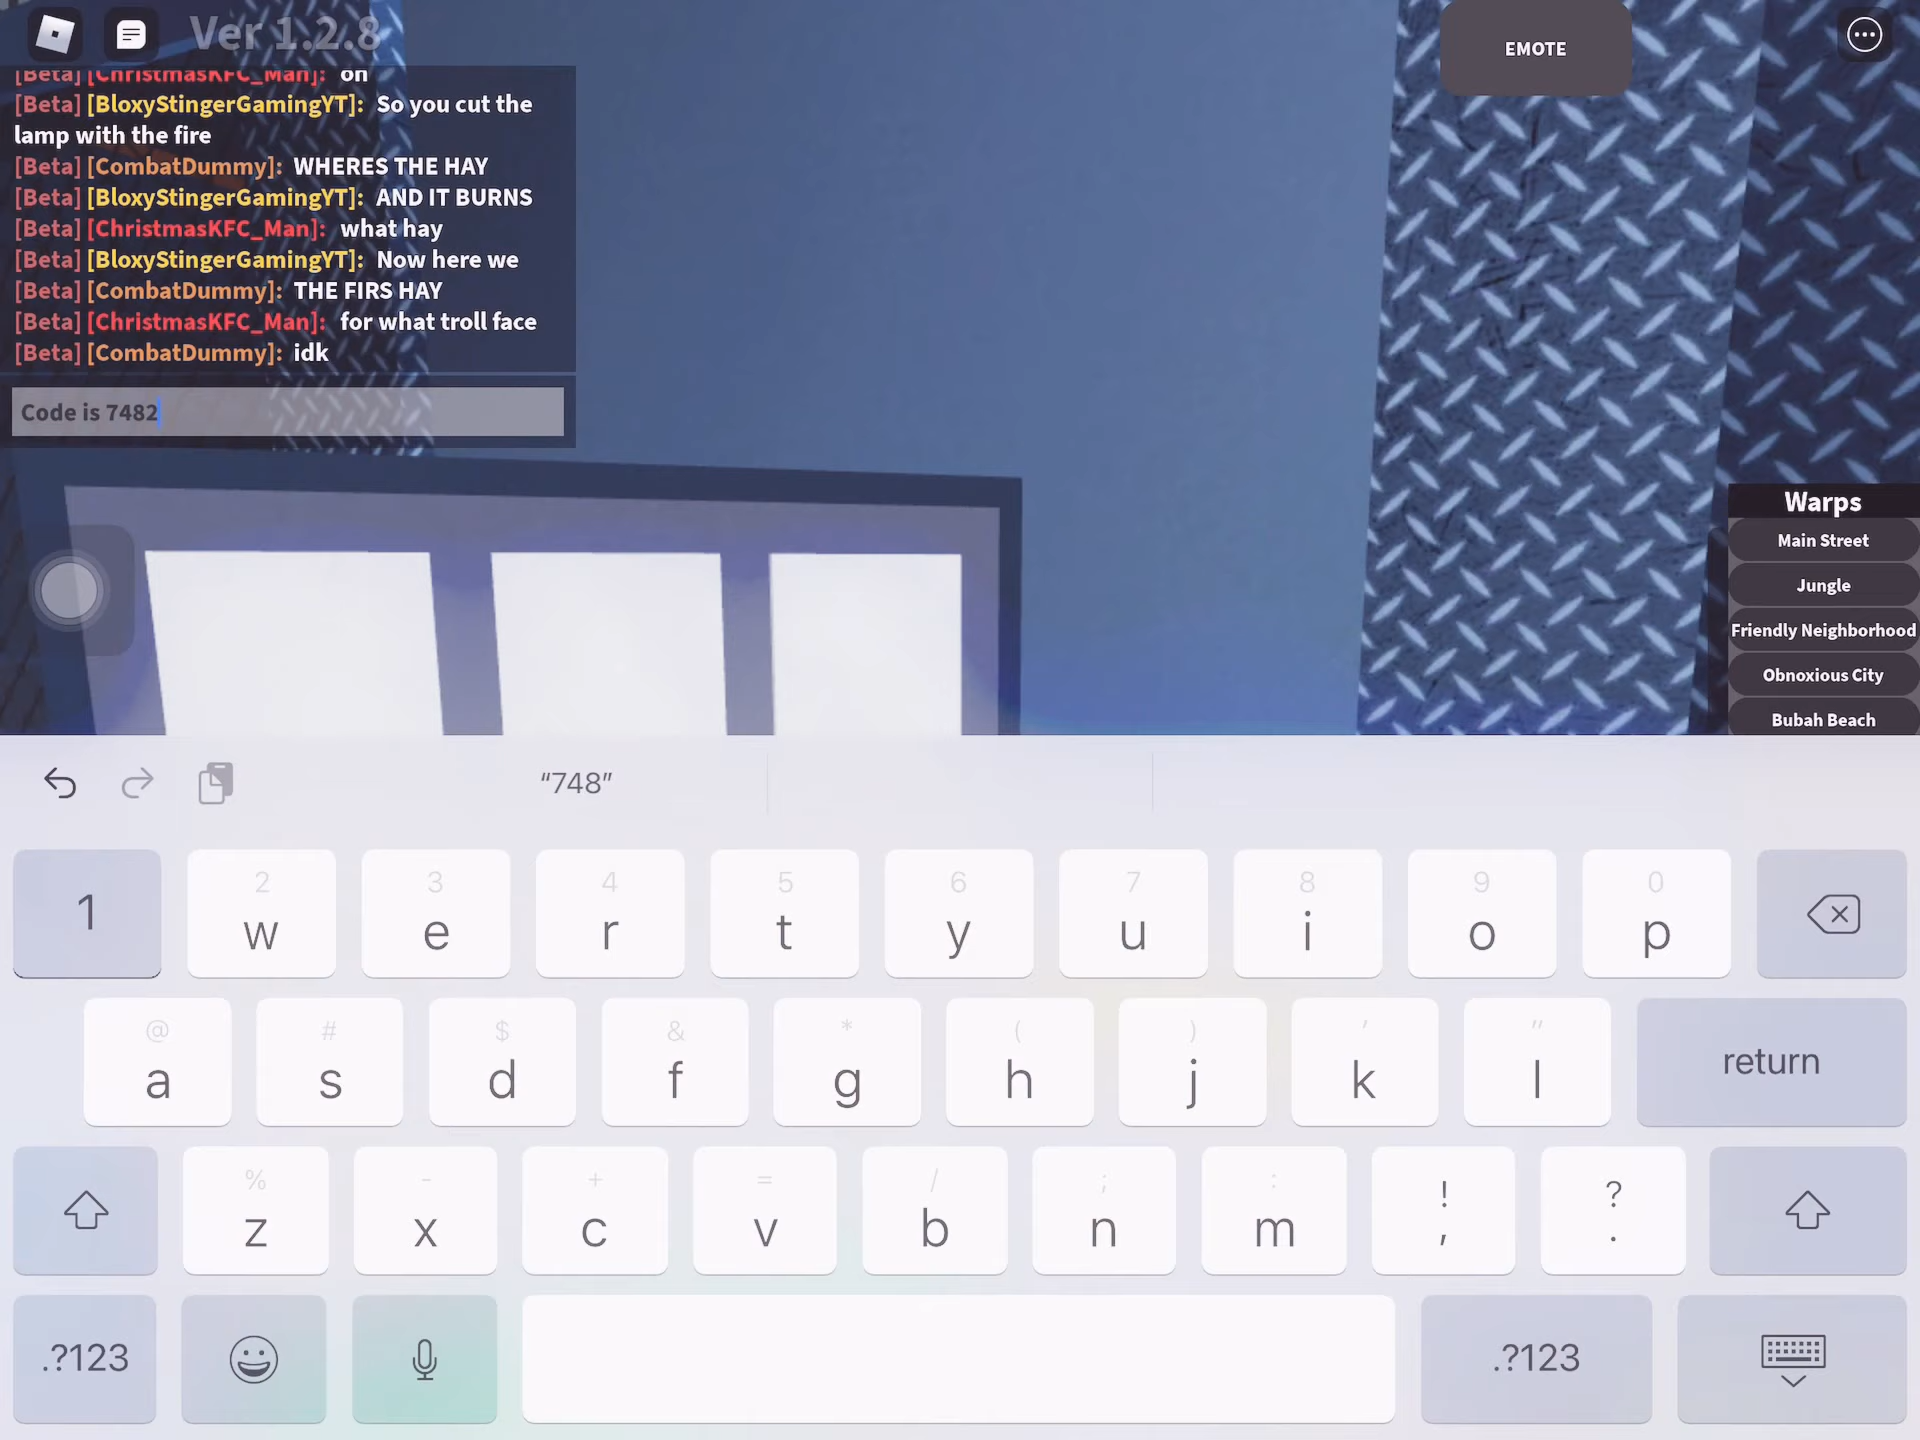 Ver 1.2.8
EMOTE
[Beta] [ChristmasKFC_Man]: on
[Beta] [BloxyStingerGamingYT]: So you cut the
lamp with the fire
[Beta] [CombatDummy]: WHERES THE HAY
[Beta] [BloxyStingerGamingYT]: AND IT BURNS
[Beta] [ChristmasKFC_Man]: what hay
[Beta] [BloxyStingerGamingYT]: Now here we
[Beta] [CombatDummy]: THE FIRS HAY
[Beta] [ChristmasKFC_Man]: for what troll face
[Beta] [CombatDummy]: idk
Code is 7482
Warps
Main Street
Jungle
Friendly Neighborhood
Obnoxious City
Bubah Beach
“748”
1 2 3 4 5 6 7 8 9 0
w e r t y u i o p
@ # $ & * ( ) ' "
a s d f g h j k l return
% - + = / ; : ! ?
z x c v b n m , .
.?123 .?123